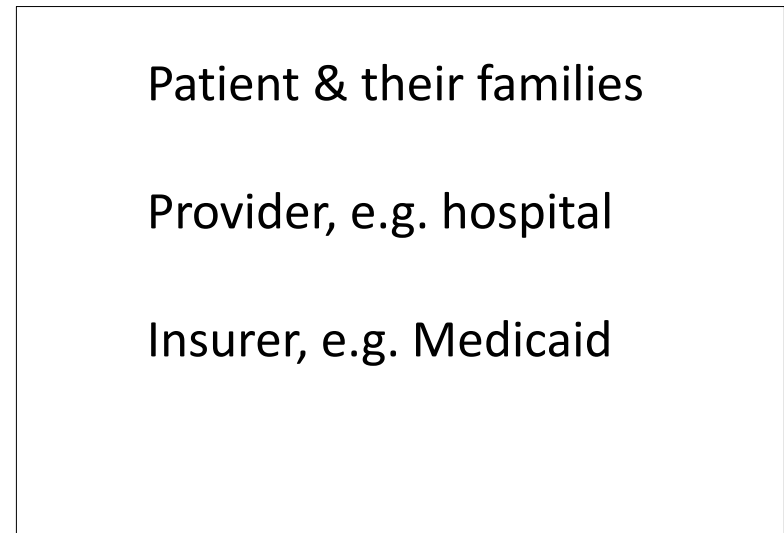 Patient & their families
Provider, e.g. hospital
Insurer, e.g. Medicaid